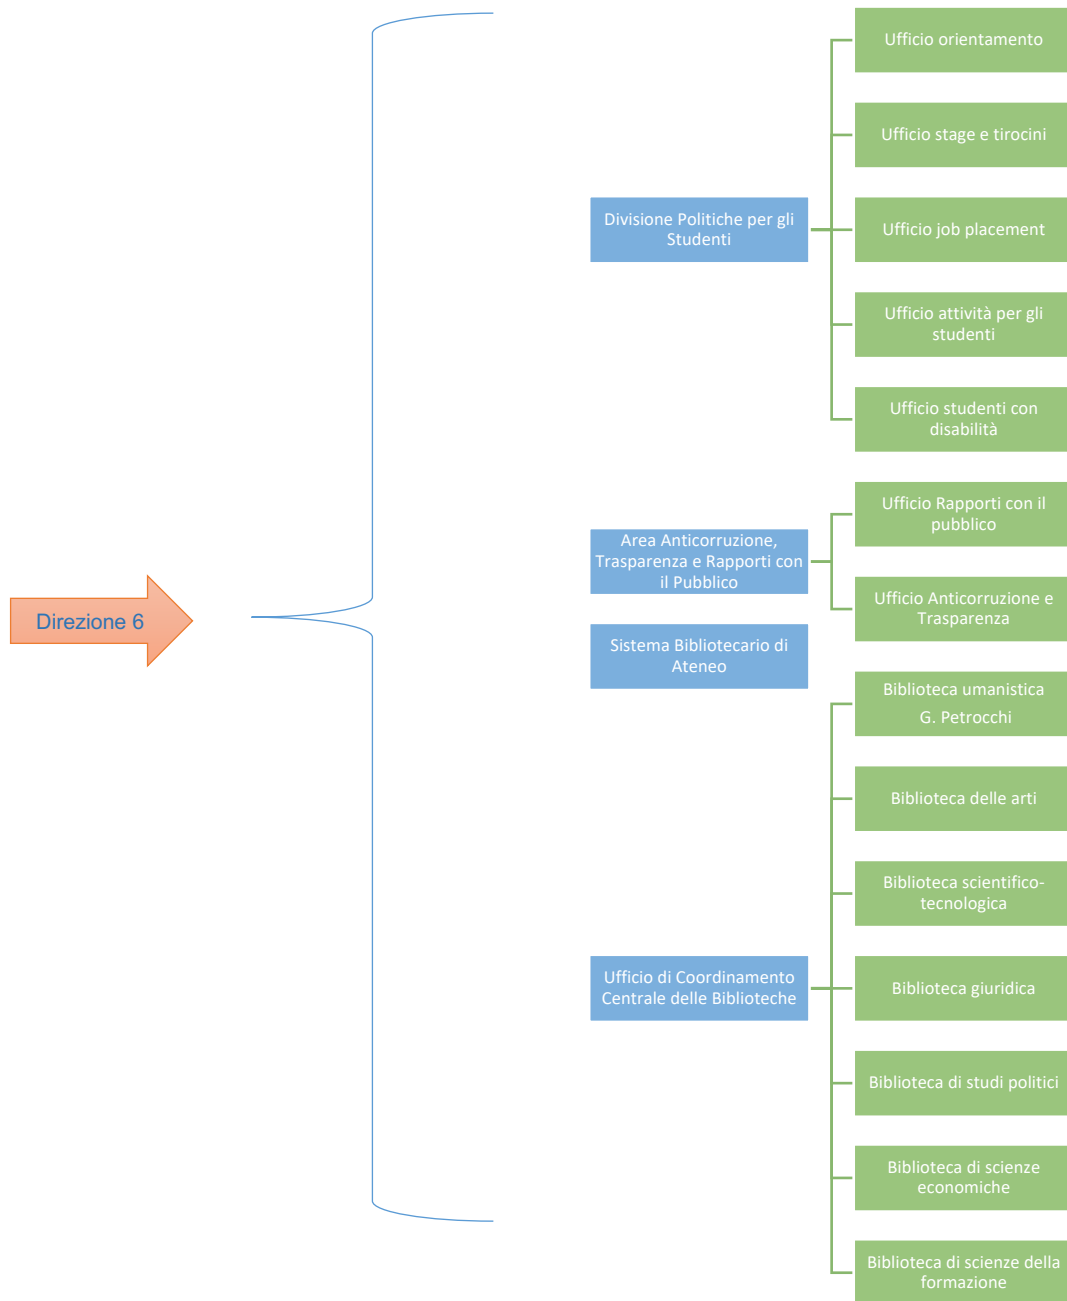 Direzione 6
Divisione Politiche per gli
Studenti
Ufficio orientamento
Ufficio stage e tirocini
Ufficio job placement
Ufficio attività per gli
studenti
Ufficio studenti con
disabilità
Area Anticorruzione,
Trasparenza e Rapporti con
il Pubblico
Ufficio Rapporti con il
pubblico
Ufficio Anticorruzione e
Trasparenza
Sistema Bibliotecario di
Ateneo
Ufficio di Coordinamento
Centrale delle Biblioteche
Biblioteca umanistica
G. Petrocchi
Biblioteca delle arti
Biblioteca scientifico-
tecnologica
Biblioteca giuridica
Biblioteca di studi politici
Biblioteca di scienze
economiche
Biblioteca di scienze della
formazione